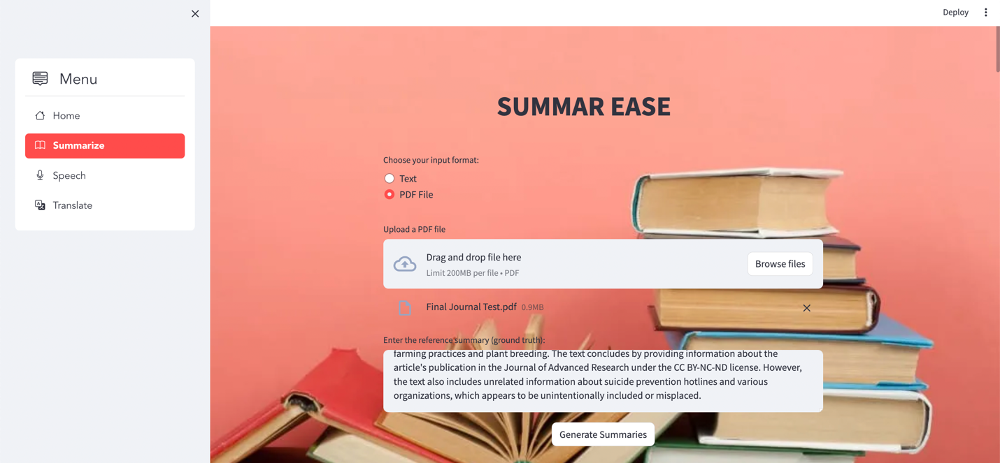 Deploy
Menu
Home
Summarize
Speech
Translate
SUMMAR EASE
Choose your input format:
Text
PDF File
Upload a PDF file
Drag and drop file here
Limit 200MB per file • PDF
Browse files
Final Journal Test.pdf 0.9MB
Enter the reference summary (ground truth):
farming practices and plant breeding. The text concludes by providing information about the
article's publication in the Journal of Advanced Research under the CC BY-NC-ND license. However,
the text also includes unrelated information about suicide prevention hotlines and various
organizations, which appears to be unintentionally included or misplaced.
Generate Summaries